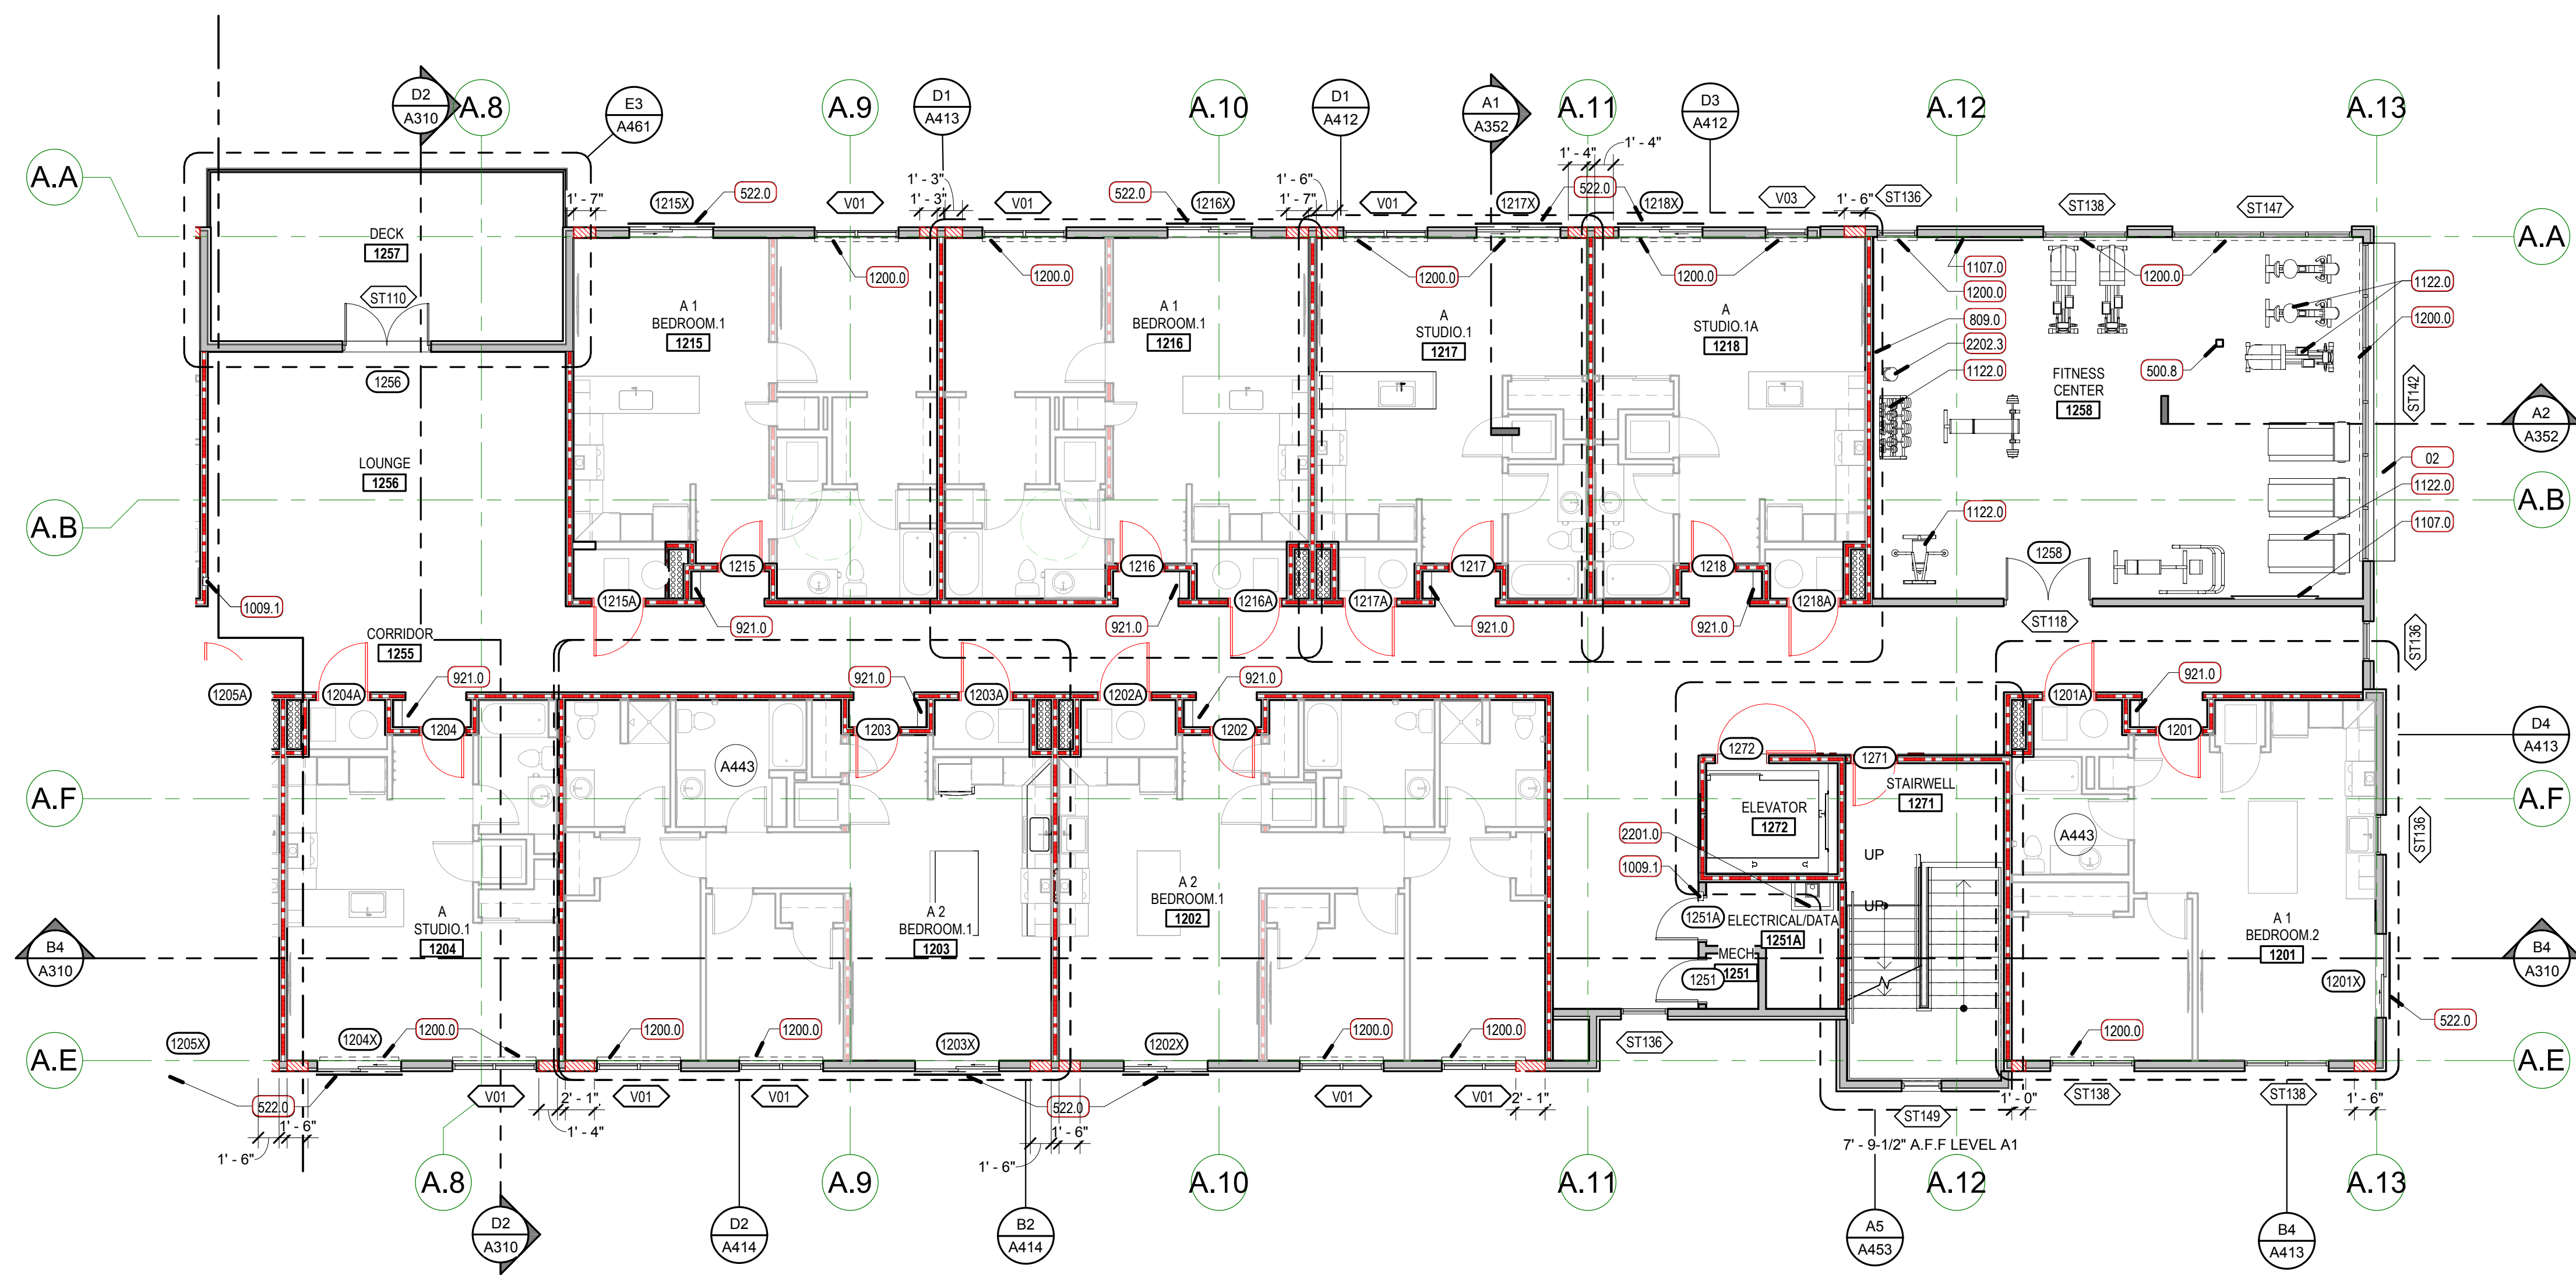 D2
A310
A.8
E3
A461
A.9
D1
A413
A.10
D1
A412
A1
A352
A.11
D3
A412
A.12
A.13
A.A
1' - 7"
1215X
522.0
V01
1' - 3"
1' - 3"
V01
522.0
1216X
1' - 6"
1' - 7"
V01
1217X
1' - 4"
522.0
1' - 4"
1218X
V03
1' - 6"
ST136
ST138
ST147
A.A
DECK
1257
ST110
1256
1200.0
1200.0
1200.0
1200.0
1107.0
1200.0
809.0
2202.3
1122.0
1200.0
1122.0
1200.0
500.8
A 1
BEDROOM.1
1215
A 1
BEDROOM.1
1216
A
STUDIO.1
1217
A
STUDIO.1A
1218
FITNESS
CENTER
1258
ST142
A2
A352
LOUNGE
1256
02
1122.0
1107.0
A.B
A.B
1122.0
1258
1215
1216
1217
1218
1009.1
1215A
921.0
921.0
1216A
1217A
921.0
921.0
1218A
ST118
ST136
CORRIDOR
1255
1205A
1204A
921.0
1204
921.0
1203A
1203
1202A
921.0
1202
1201A
921.0
1201
D4
A413
A443
1272
1271
STAIRWELL
1271
A.F
ELEVATOR
1272
A443
A.F
ST136
2201.0
1009.1
UP
UP
A
STUDIO.1
1204
A 2
BEDROOM.1
1203
A 2
BEDROOM.1
1202
1251A
ELECTRICAL/DATA
1251A
MECH
1251
1251
A 1
BEDROOM.2
1201
B4
A310
B4
A310
1201X
522.0
1205X
1204X
1200.0
1200.0
1200.0
1203X
1202X
1200.0
1200.0
ST136
1200.0
A.E
A.E
522.0
V01
2' - 1"
V01
V01
522.0
V01
V01
2' - 1"
ST149
1' - 0"
ST138
ST138
1' - 6"
1' - 6"
1' - 6"
1' - 4"
1' - 6"
1' - 6"
7' - 9-1/2" A.F.F LEVEL A1
A.8
A.9
A.10
A.11
A.12
A.13
D2
A310
D2
A414
B2
A414
A5
A453
B4
A413